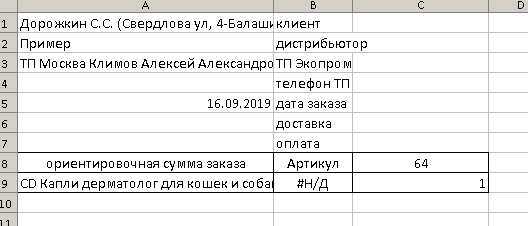 A B C D
1 Дорожкин С.С. (Свердлова ул, 4-Балаши клиент
2 Пример дистрибьютор
3 ТП Москва Климов Алексей Александро ТП Экопром
4 телефон ТП
5 16.09.2019 дата заказа
6 доставка
7 оплата
8 ориентировочная сумма заказа Артикул 64
9 CD Капли дерматолог для кошек и соба #Н/Д 1
10
11